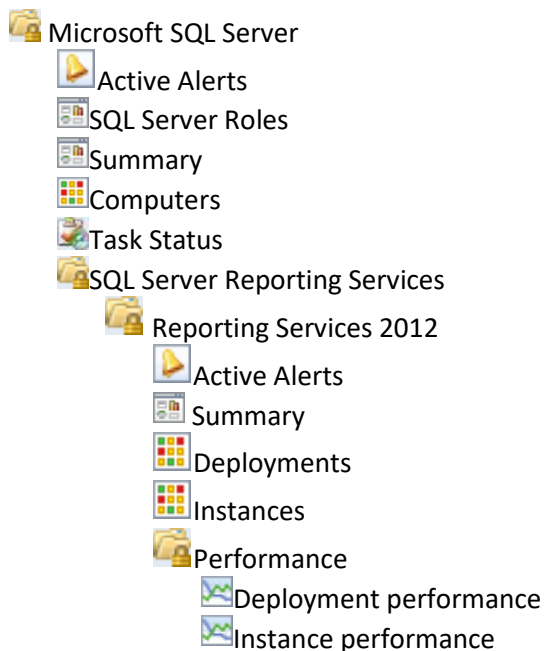 Microsoft SQL Server
Active Alerts
SQL Server Roles
Summary
Computers
Task Status
SQL Server Reporting Services
Reporting Services 2012
Active Alerts
Summary
Deployments
Instances
Performance
Deployment performance
Instance performance